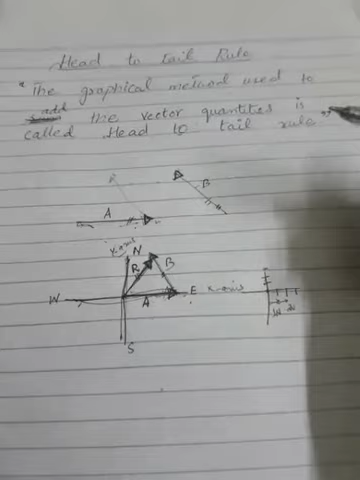 Head to tail Rule
"The graphical method used to
add the vector quantites is
called Head to tail rule"
B
A
N
R
B
W
A
E
x-axis
S